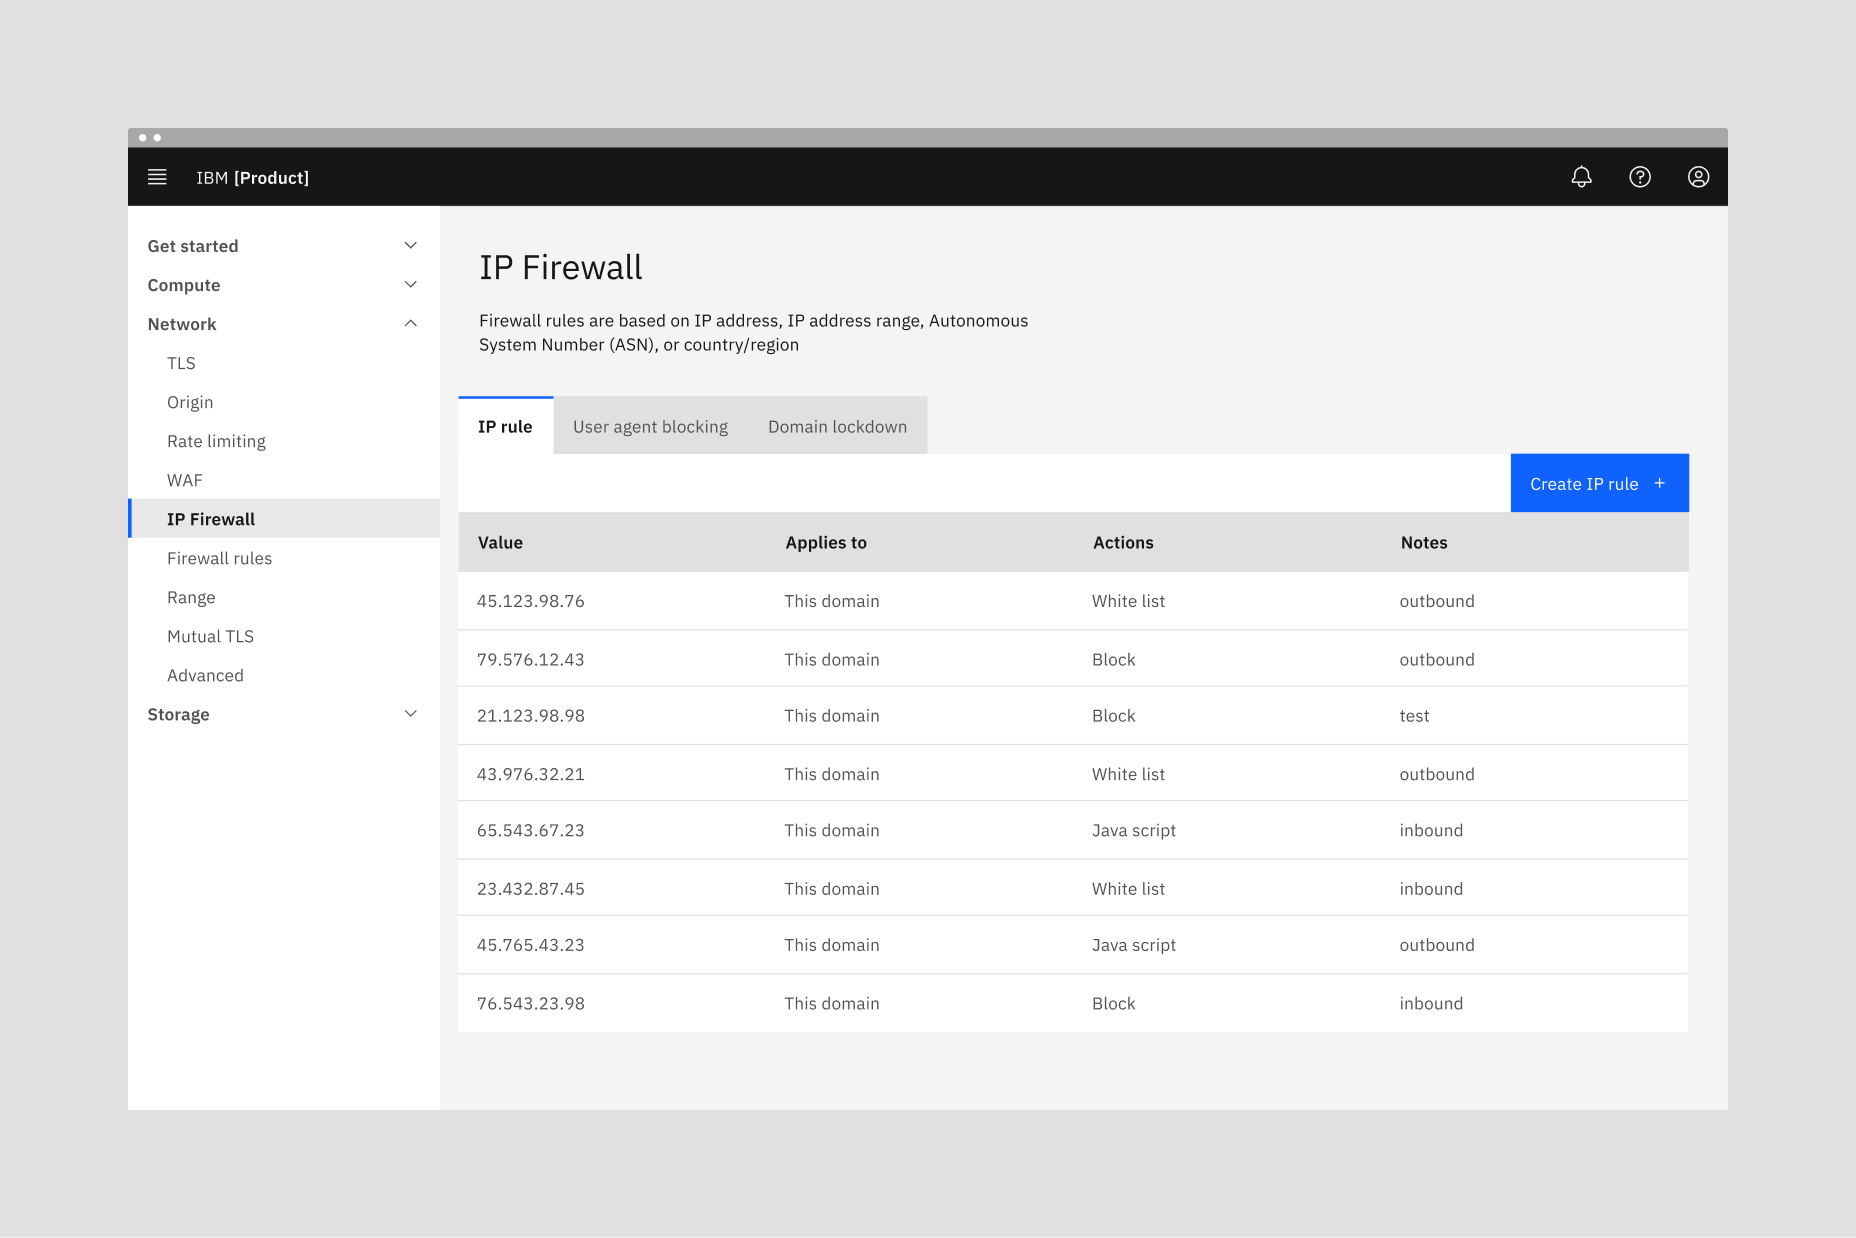 IBM [Product]
Get started
Compute
Network
TLS
Origin
Rate limiting
WAF
IP Firewall
Firewall rules
Range
Mutual TLS
Advanced
Storage
IP Firewall
Firewall rules are based on IP address, IP address range, Autonomous
System Number (ASN), or country/region
IP rule User agent blocking Domain lockdown
Create IP rule +
Value Applies to Actions Notes
45.123.98.76 This domain White list outbound
79.576.12.43 This domain Block outbound
21.123.98.98 This domain Block test
43.976.32.21 This domain White list outbound
65.543.67.23 This domain Java script inbound
23.432.87.45 This domain White list inbound
45.765.43.23 This domain Java script outbound
76.543.23.98 This domain Block inbound